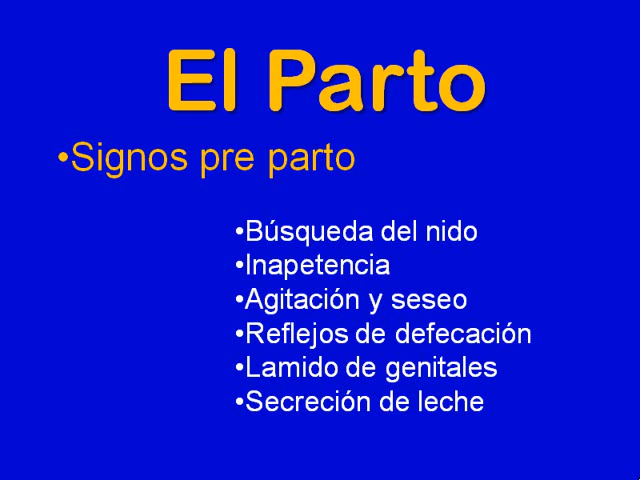 El Parto
•Signos pre parto
•Búsqueda del nido
•Inapetencia
•Agitación y seseo
•Reflejos de defecación
•Lamido de genitales
•Secreción de leche